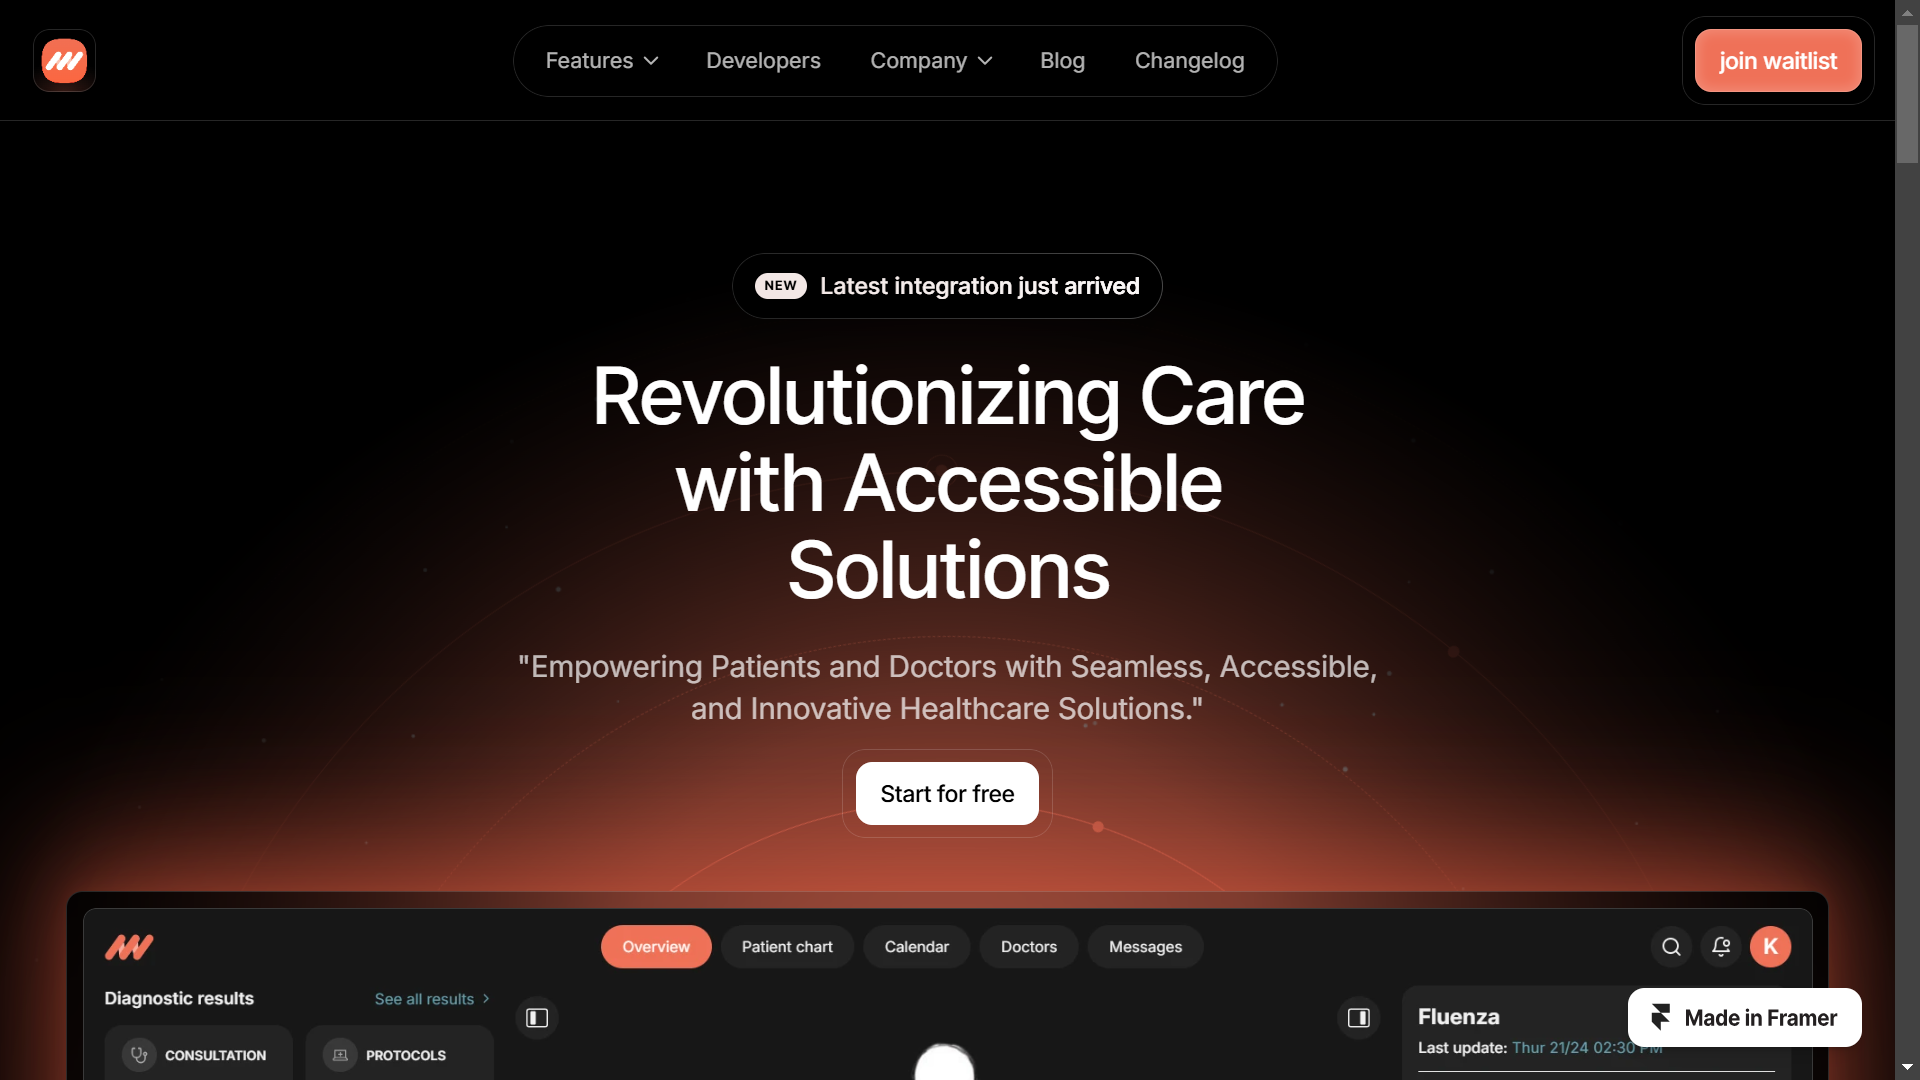 Features
Developers
Company
Blog
Changelog
join waitlist
NEW
Latest integration just arrived
Revolutionizing Care
with Accessible
Solutions
"Empowering Patients and Doctors with Seamless, Accessible,
and Innovative Healthcare Solutions."
Start for free
Overview
Patient chart
Calendar
Doctors
Messages
K
Diagnostic results
See all results
CONSULTATION
PROTOCOLS
Fluenza
Last update: Thur 21/24 02:30 PM
Made in Framer